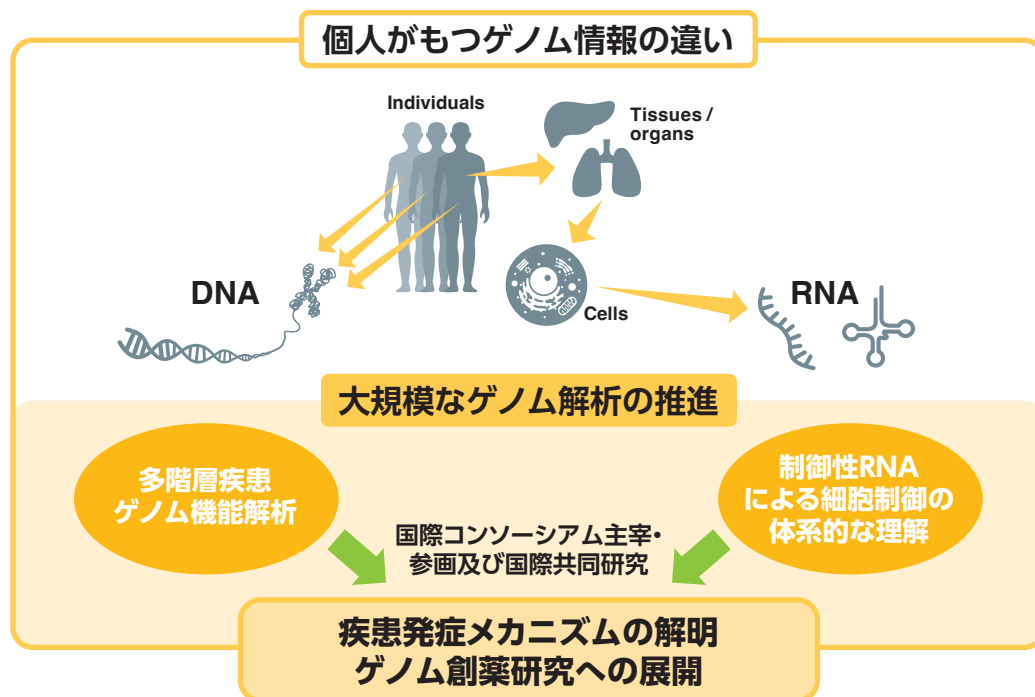 個人がもつゲノム情報の違い
Individuals
Tissues /
organs
DNA
Cells
RNA
大規模なゲノム解析の推進
多階層疾患
ゲノム機能解析
制御性RNA
による細胞制御の
体系的な理解
国際コンソーシアム主宰・
参画及び国際共同研究
疾患発症メカニズムの解明
ゲノム創薬研究への展開